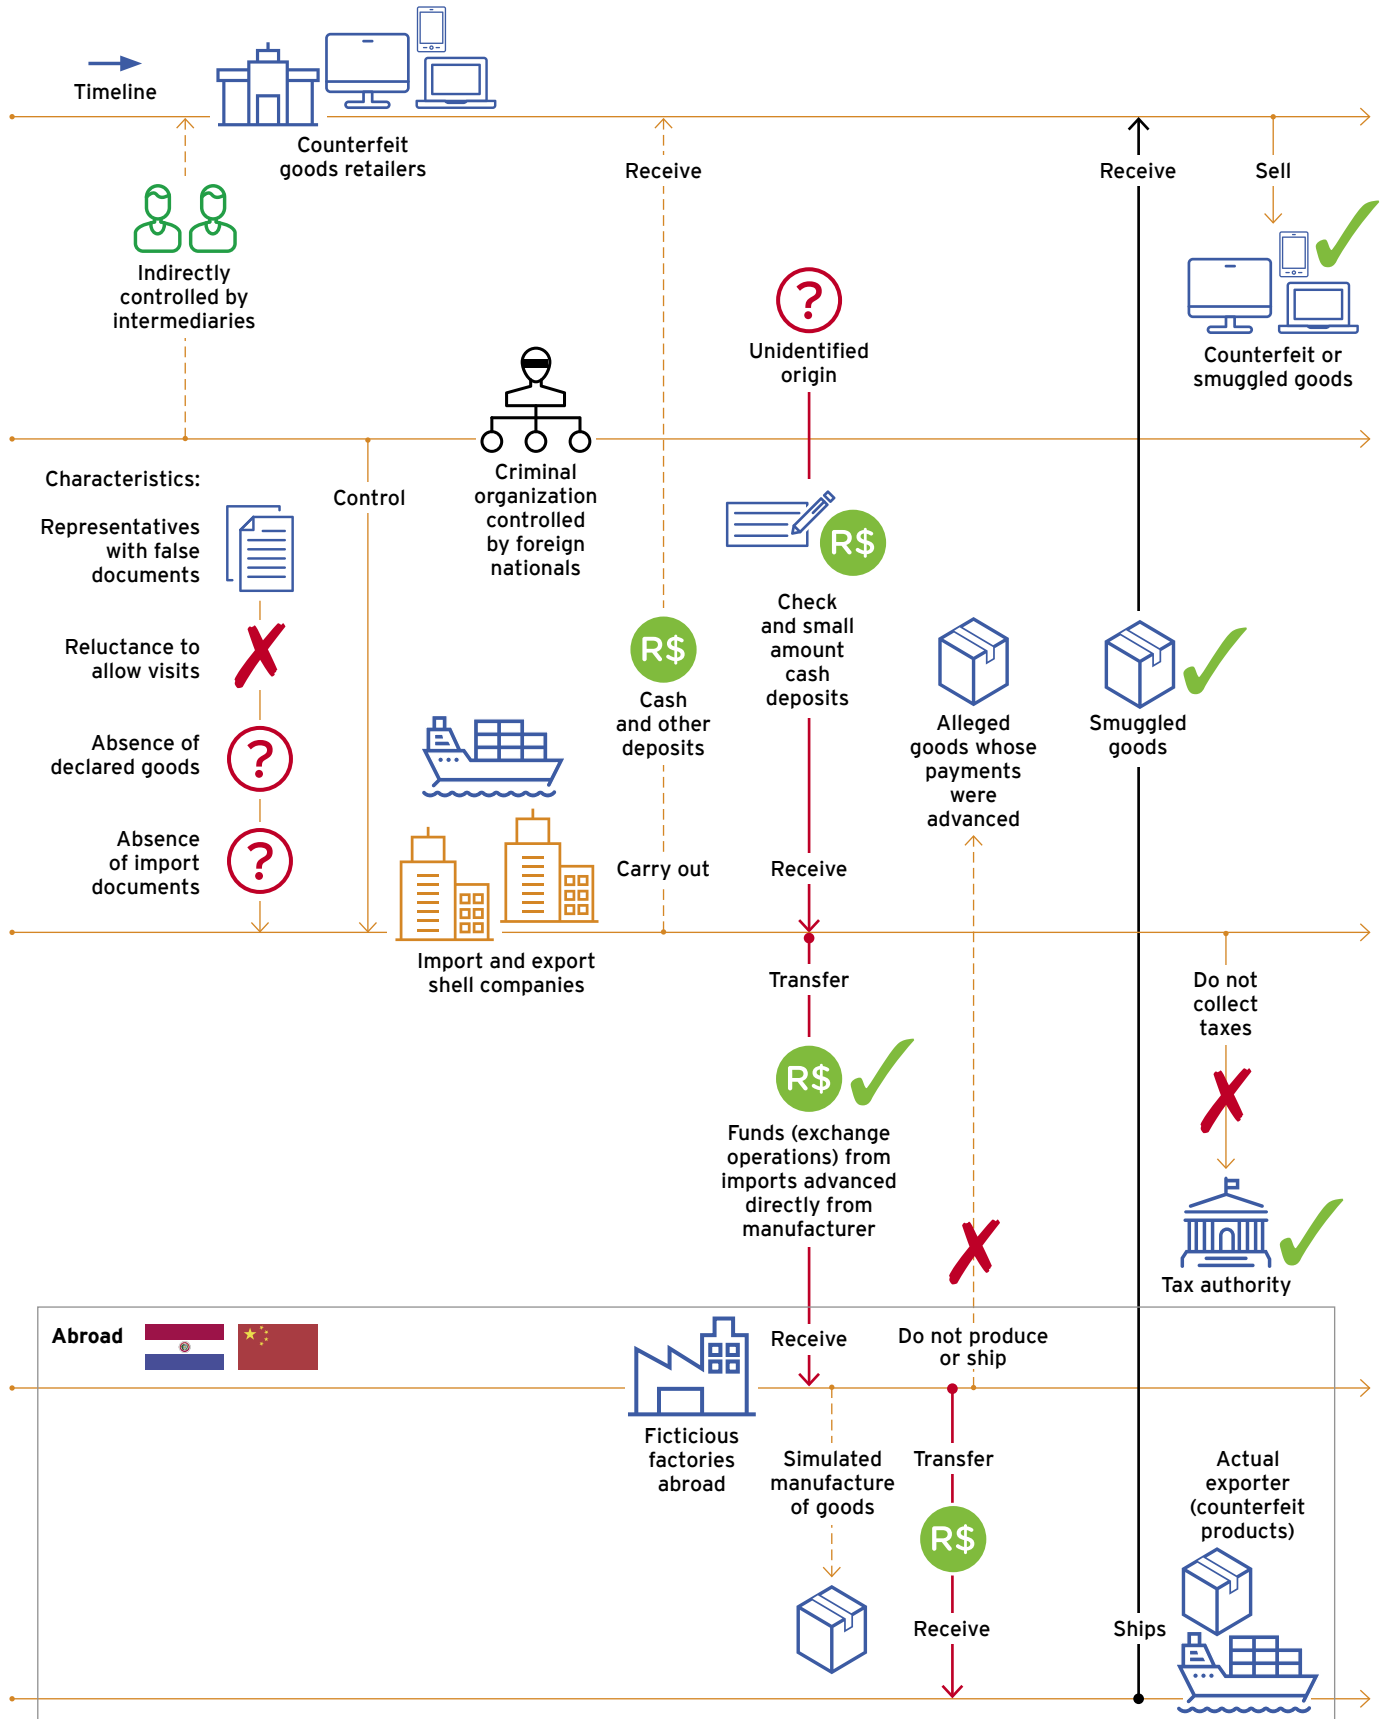 Timeline
Counterfeit
goods retailers
Receive
Receive
Sell
Indirectly
controlled by
intermediaries
?
Unidentified
origin
Counterfeit or
smuggled goods
Characteristics:
Representatives
with false
documents
Control
Criminal
organization
controlled
by foreign
nationals
R$
Check
and small
amount
cash
deposits
Reluctance to
allow visits
R$
Cash
and other
deposits
Alleged
goods whose
payments
were
advanced
Smuggled
goods
Absence of
declared goods
?
Absence
of import
documents
?
Carry out
Receive
Import and export
shell companies
Transfer
Do not
collect
taxes
R$
Funds (exchange
operations) from
imports advanced
directly from
manufacturer
Tax authority
Abroad
Receive
Do not produce
or ship
Ficticious
factories
abroad
Simulated
manufacture
of goods
Transfer
Actual
exporter
(counterfeit
products)
R$
Receive
Ships